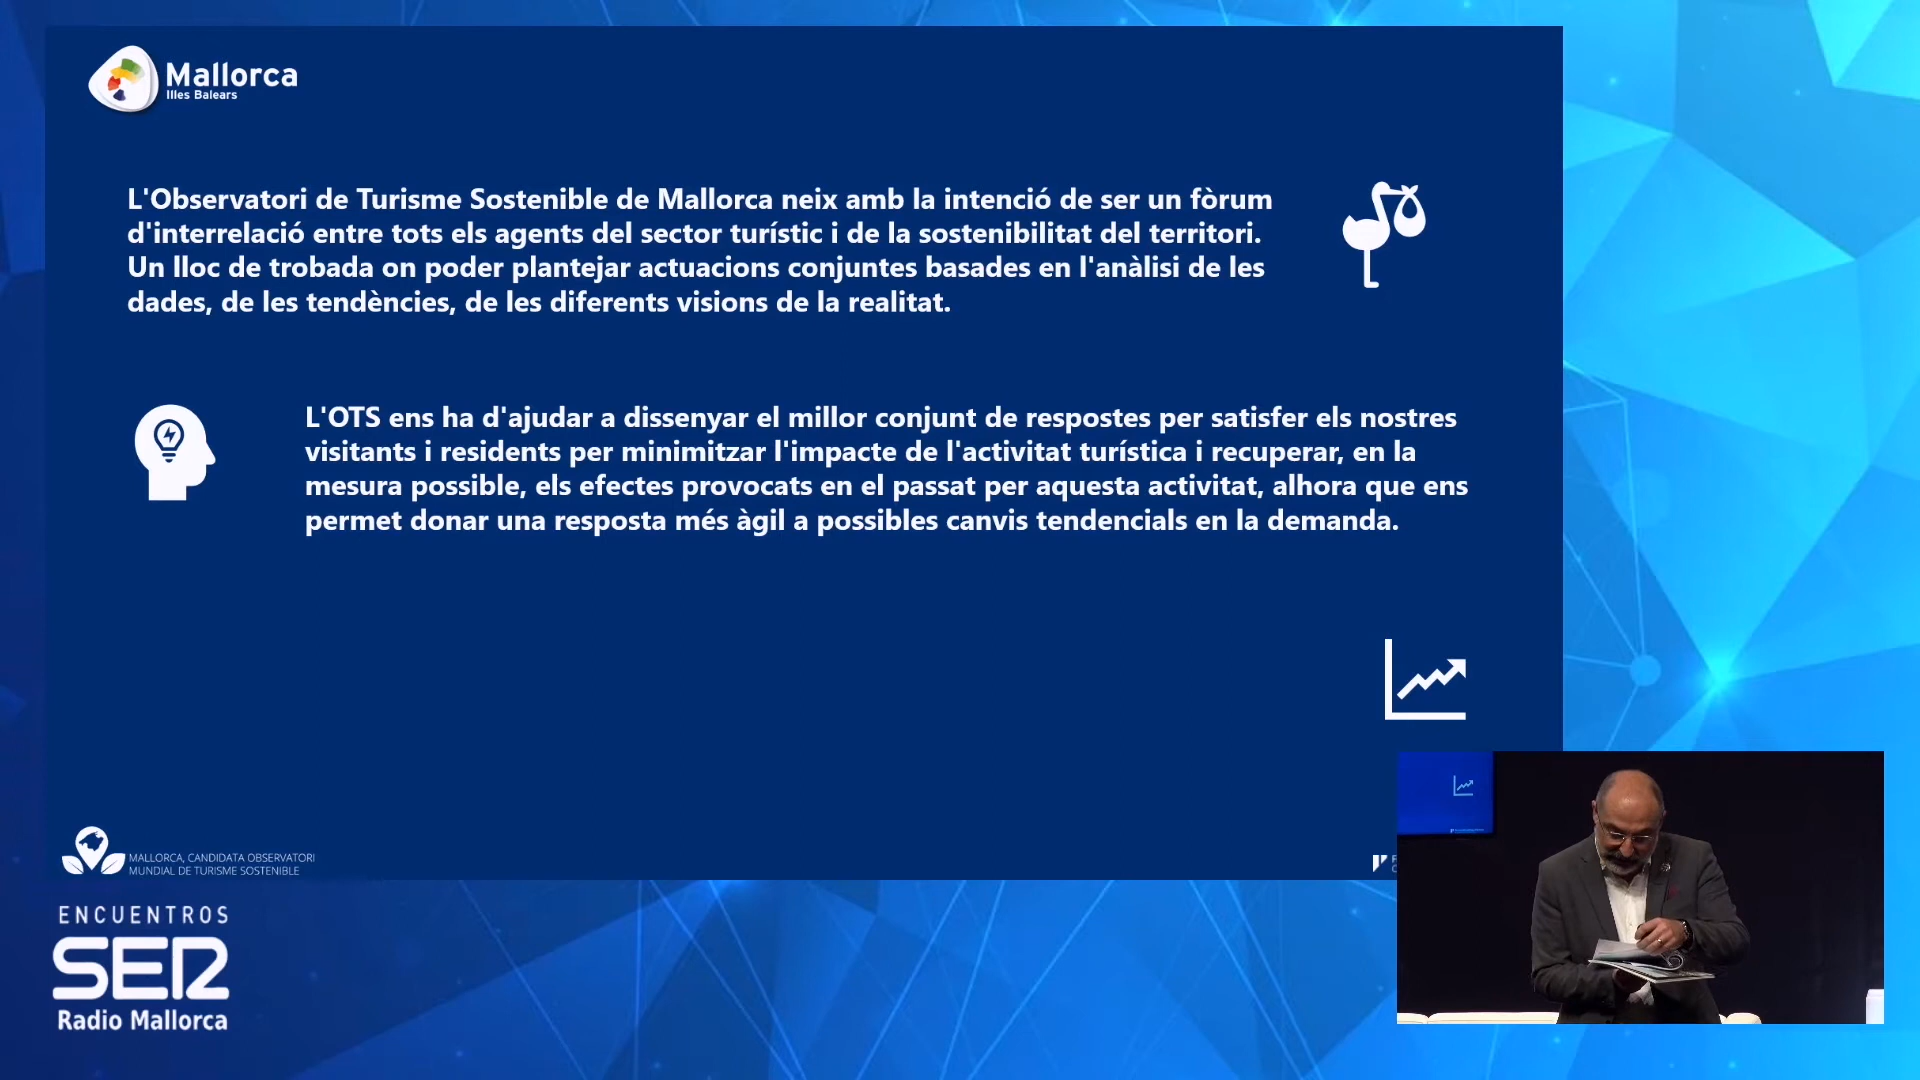 Mallorca
Illes Balears
L'Observatori de Turisme Sostenible de Mallorca neix amb la intenció de ser un fòrum
d'interrelació entre tots els agents del sector turístic i de la sostenibilitat del territori.
Un lloc de trobada on poder plantejar actuacions conjuntes basades en l'anàlisi de les
dades, de les tendències, de les diferents visions de la realitat.
L'OTS ens ha d'ajudar a dissenyar el millor conjunt de respostes per satisfer els nostres
visitants i residents per minimitzar l'impacte de l'activitat turística i recuperar, en la
mesura possible, els efectes provocats en el passat per aquesta activitat, alhora que ens
permet donar una resposta més àgil a possibles canvis tendencials en la demanda.
MALLORCA, CANDIDATA OBSERVATORI
MUNDIAL DE TURISME SOSTENIBLE
ENCUENTROS
SER
Radio Mallorca